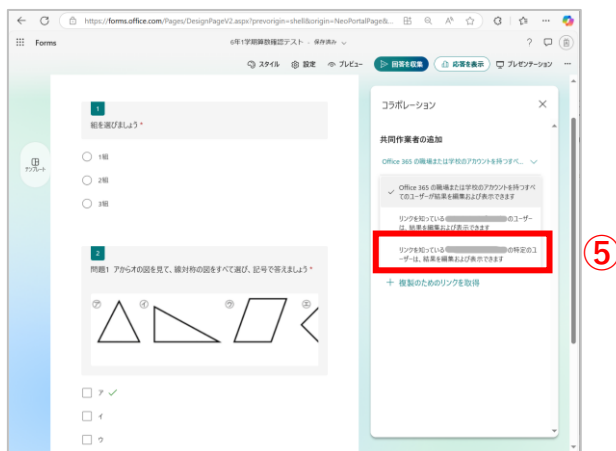 https://forms.office.com/Pages/DesignPageV2.aspx?prevorigin=shell&origin=NeoPortalPage&...
Forms
6年1学期算数確認テスト - 保存済み
?
スタイル 設定 プレビュー 回答を収集 応答を表示 プレゼンテーション ...
テンプレート
1
組を選びましょう *
1組
2組
3組
2
問題1 アからオの図を見て、線対称の図をすべて選び、記号で答えましょう *
㋐ ㋑ ㋒ ㋓
ア
イ
ウ
コラボレーション
共同作業者の追加
Office 365 の職場または学校のアカウントを持つすべ...
Office 365 の職場または学校のアカウントを持つすべ
てのユーザーが結果を編集および表示できます
リンクを知っている のユーザー
は、結果を編集および表示できます
リンクを知っている の特定のユ
ーザーは、結果を編集および表示できます
+ 複製のためのリンクを取得
⑤